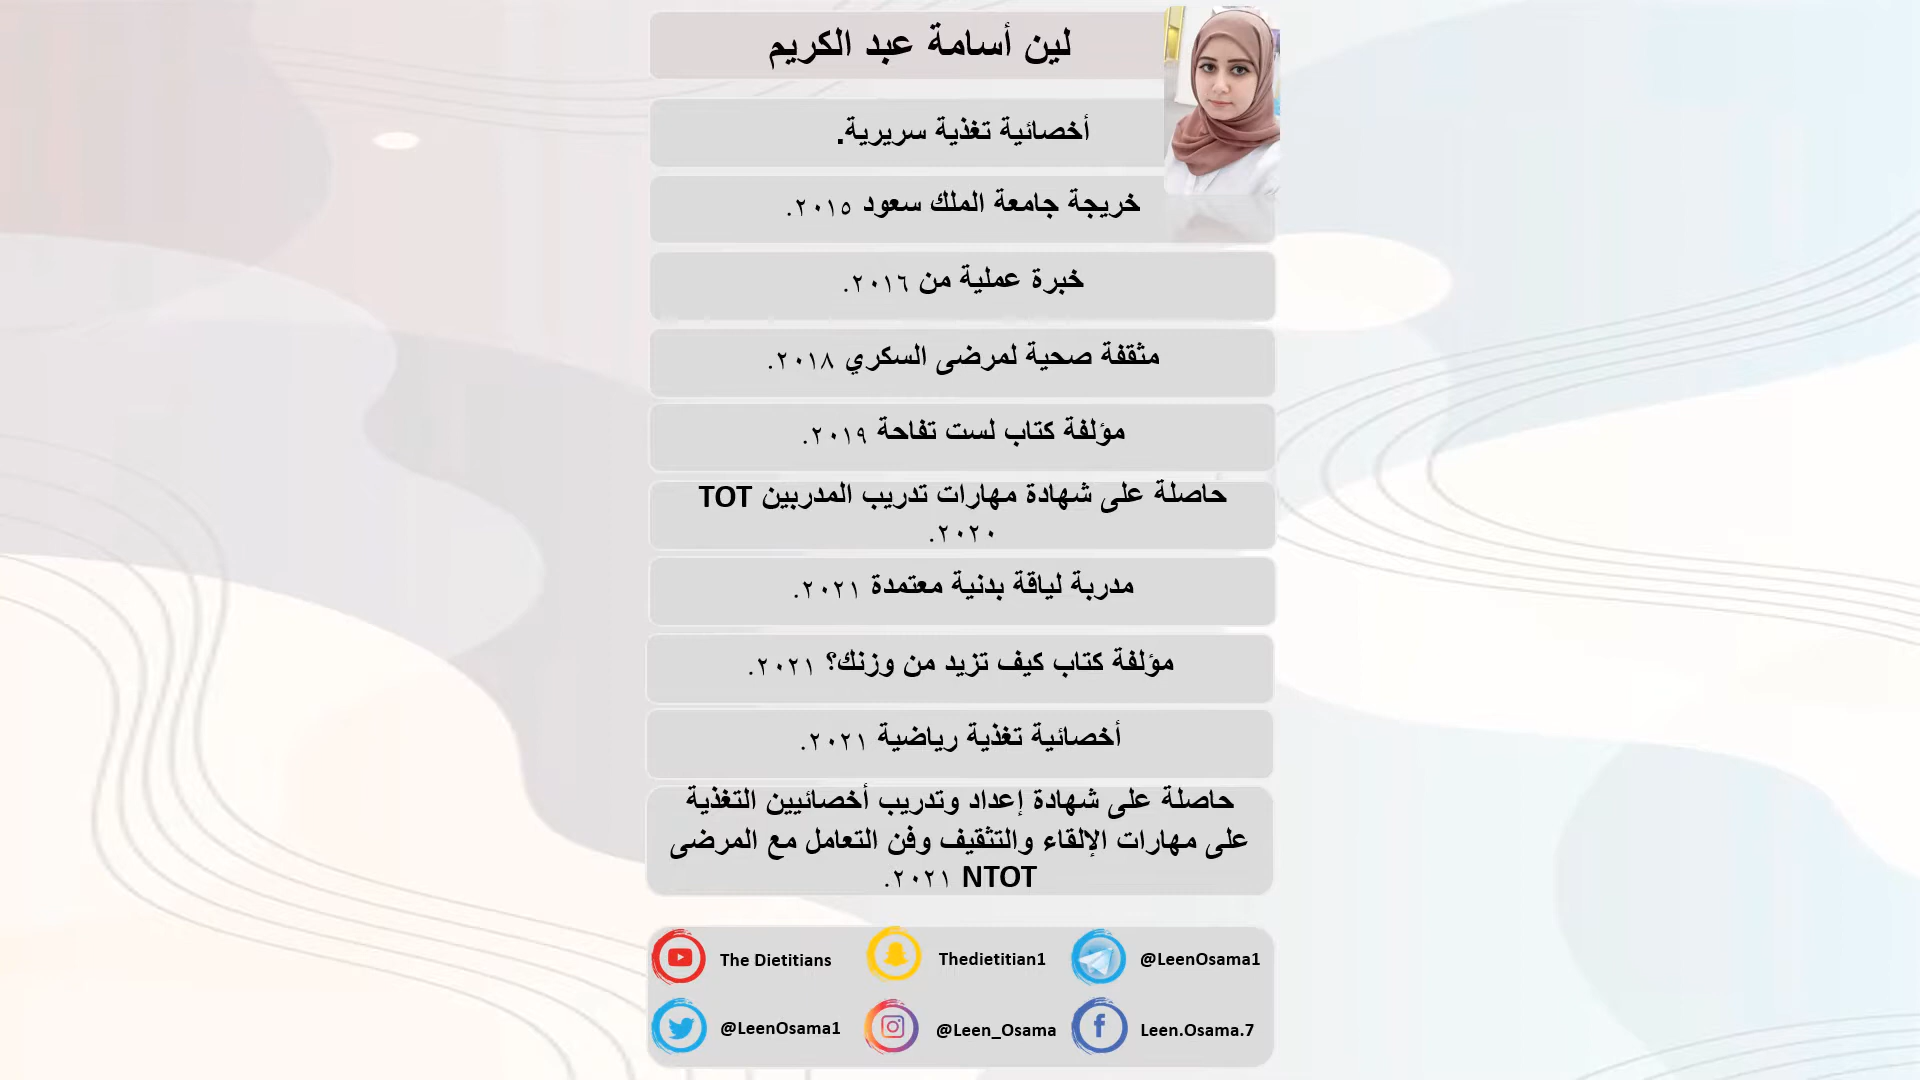 لين أسامة عبد الكريم
أخصائية تغذية سريرية.
خريجة جامعة الملك سعود ٢٠١٥.
خبرة عملية من ٢٠١٦.
مثقفة صحية لمرضى السكري ٢٠١٨.
مؤلفة كتاب لست تفاحة ٢٠١٩.
حاصلة على شهادة مهارات تدريب المدربين TOT
٢٠٢٠.
مدربة لياقة بدنية معتمدة ٢٠٢١.
مؤلفة كتاب كيف تزيد من وزنك؟ ٢٠٢١.
أخصائية تغذية رياضية ٢٠٢١.
حاصلة على شهادة إعداد وتدريب أخصائيين التغذية
على مهارات الإلقاء والتثقيف وفن التعامل مع المرضى
NTOT ٢٠٢١.
The Dietitians Thedietitian1 @LeenOsama1
@LeenOsama1 @Leen_Osama Leen.Osama.7